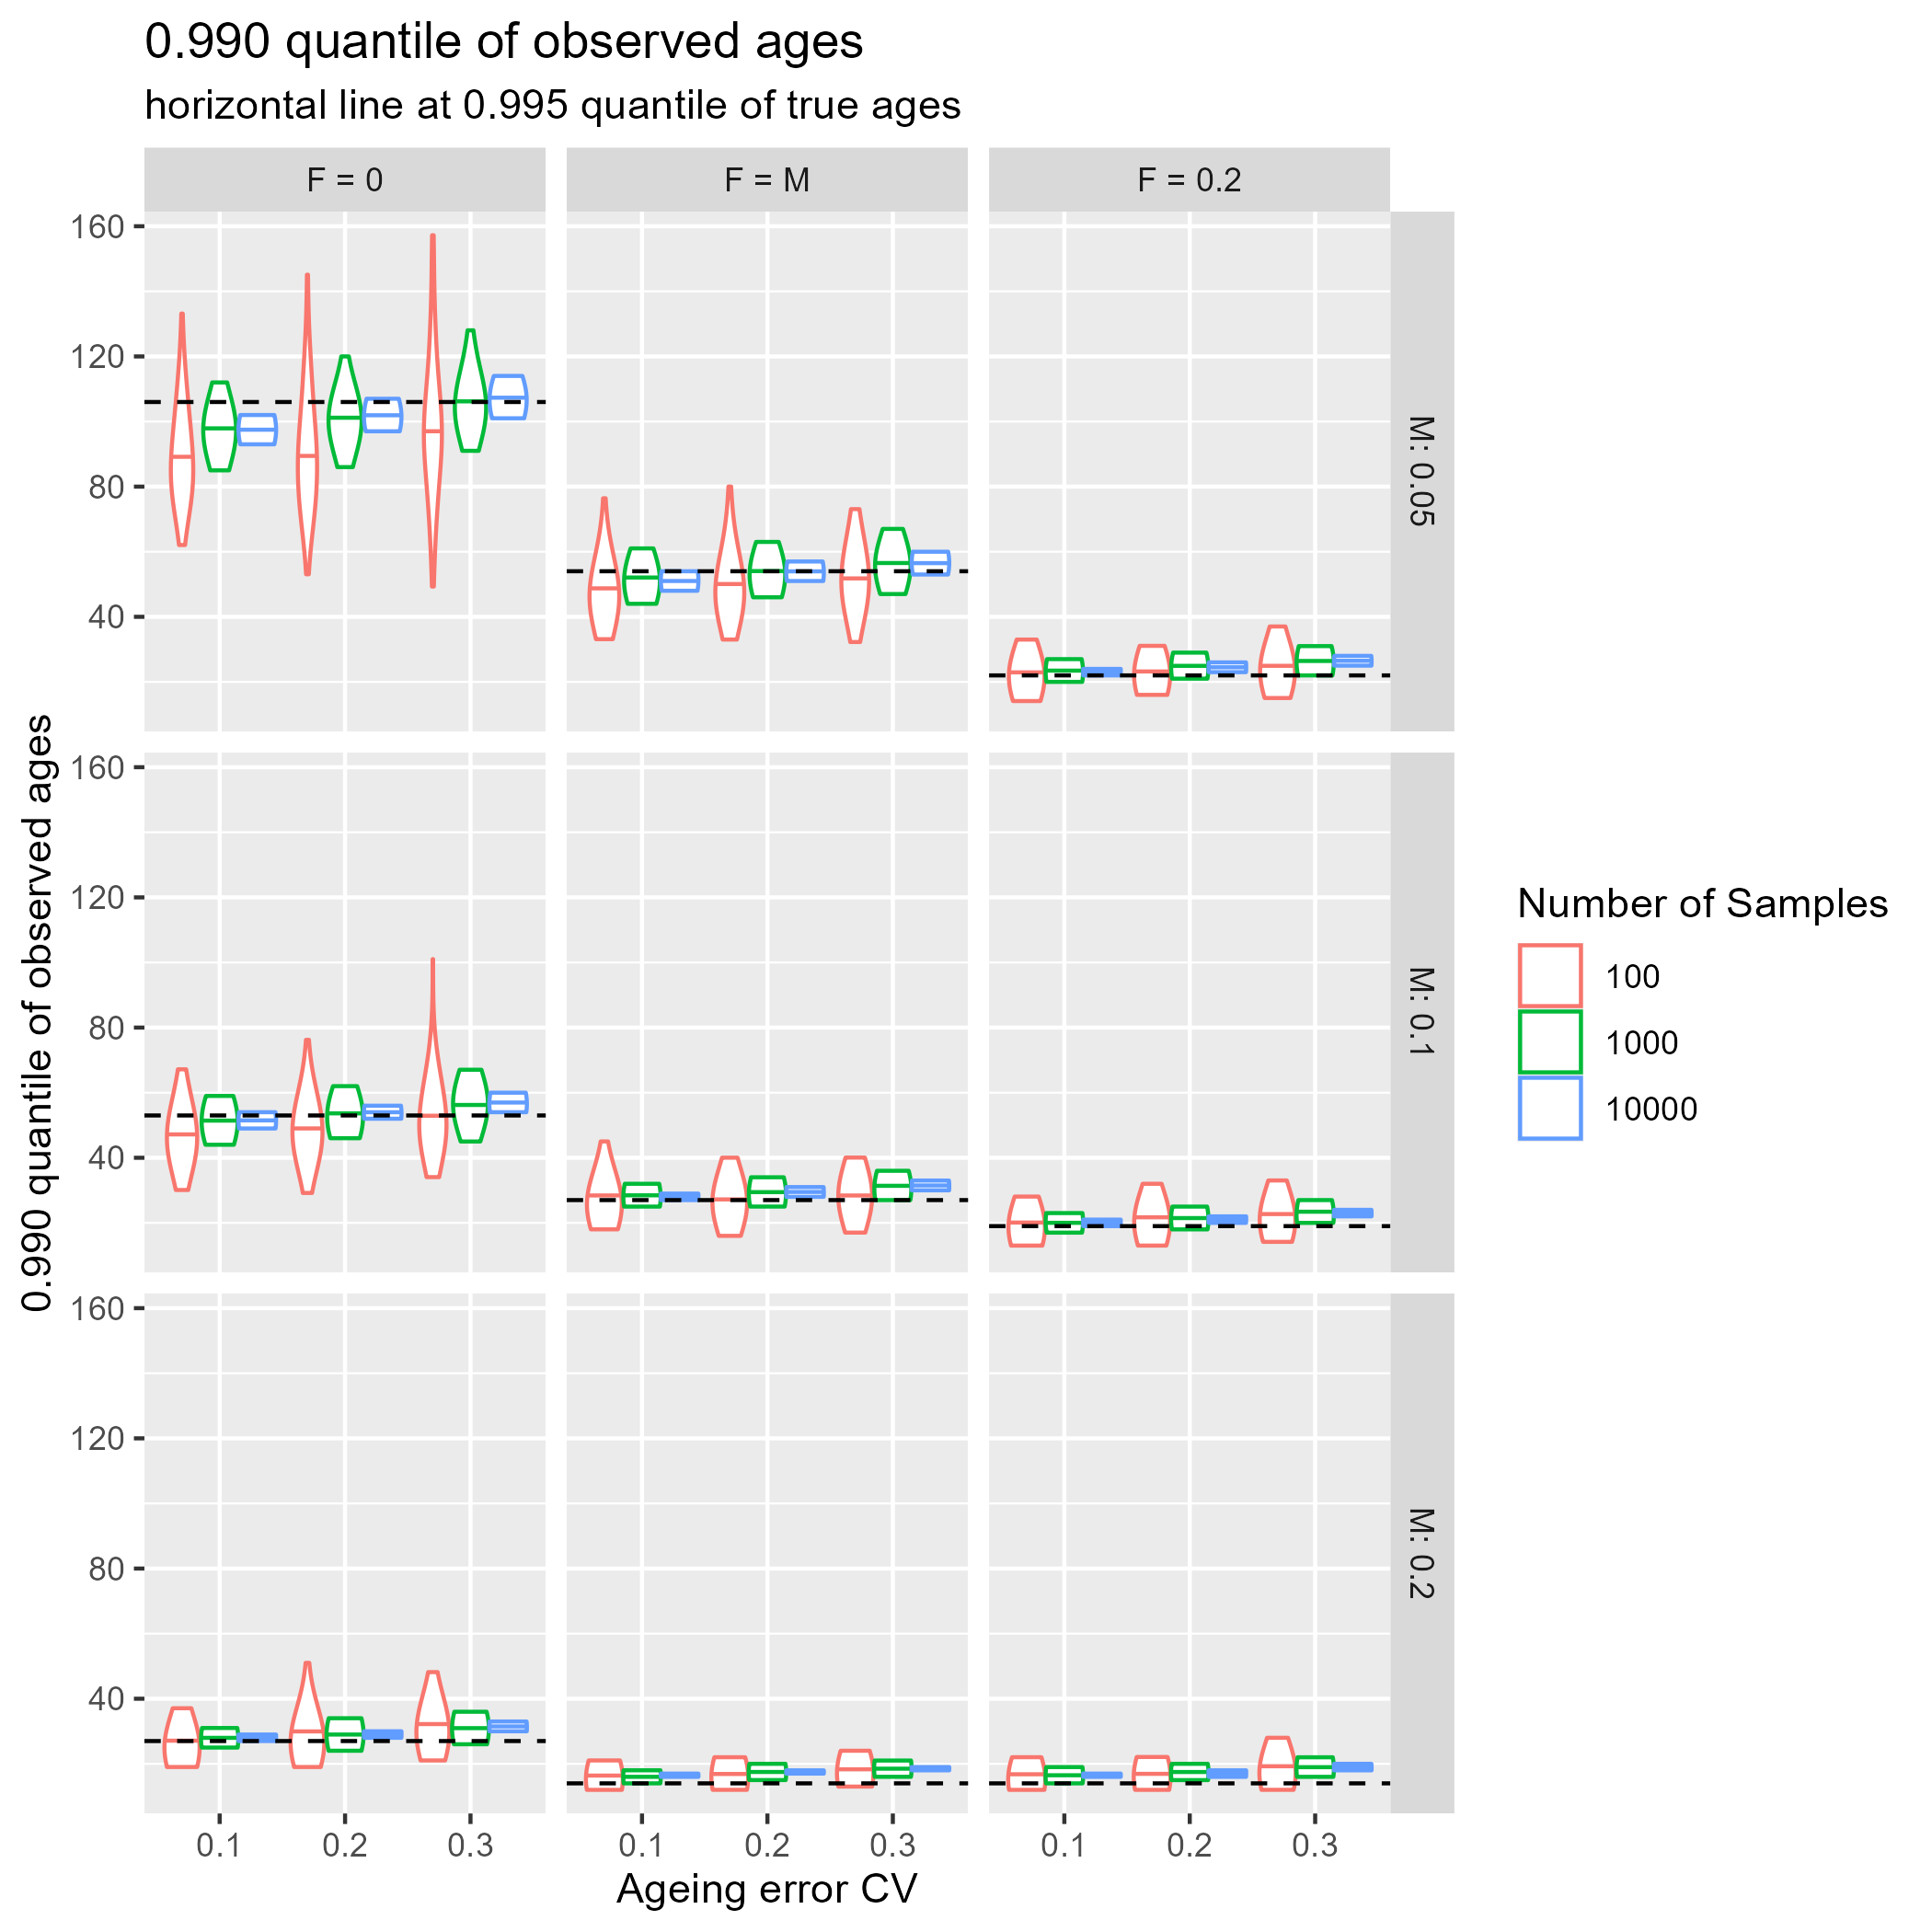 0.990 quantile of observed ages
horizontal line at 0.995 quantile of true ages
F = 0
F = M
F = 0.2
160
120
80
40
M: 0.05
160
120
80
40
M: 0.1
160
120
80
40
M: 0.2
0.1
0.2
0.3
0.1
0.2
0.3
0.1
0.2
0.3
Ageing error CV
0.990 quantile of observed ages
Number of Samples
100
1000
10000